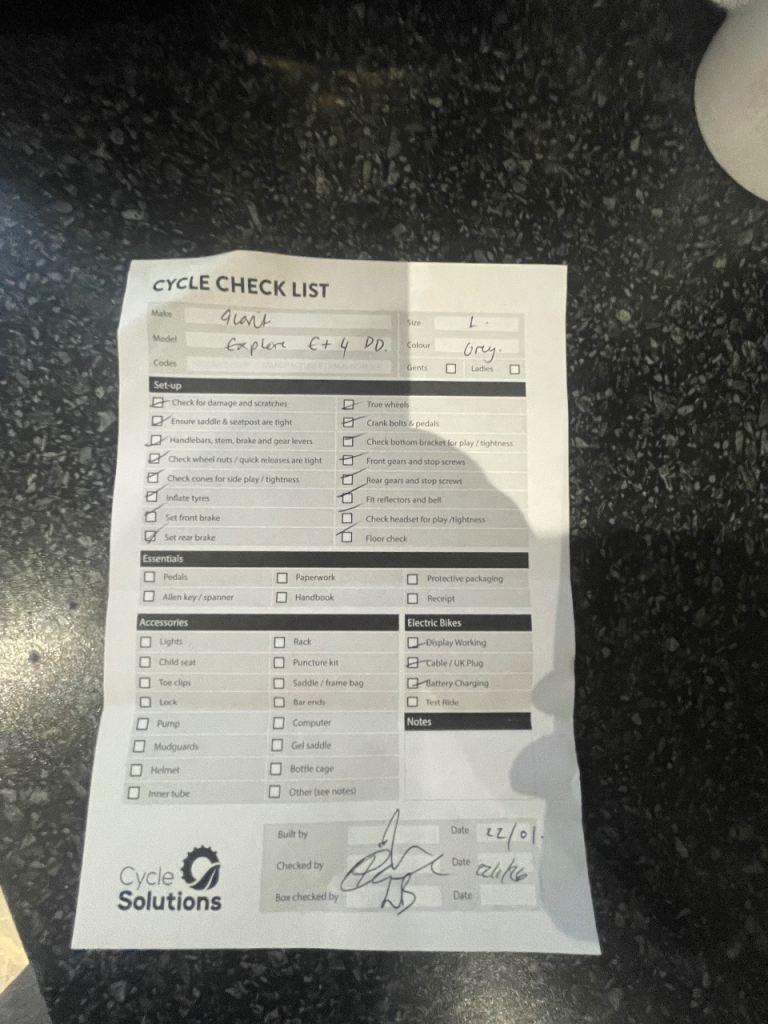 CYCLE CHECK LIST
Make Giant Size L.
Model Explore E+ 4 DD. Colour Grey.
Codes Gents Ladies
Set-up
Check for damage and scratches True wheels
Ensure saddle & seatpost are tight Crank bolts & pedals
Handlebars, stem, brake and gear levers Check bottom bracket for play / tightness
Check wheel nuts / quick releases are tight Front gears and stop screws
Check cones for side play / tightness Rear gears and stop screws
Inflate tyres Fit reflectors and bell
Set front brake Check headset for play /tightness
Set rear brake Floor check
Essentials
Pedals Paperwork Protective packaging
Allen key / spanner Handbook Receipt
Accessories Electric Bikes
Lights Rack Display Working
Child seat Puncture kit Cable / UK Plug
Toe clips Saddle / frame bag Battery Charging
Lock Bar ends Test Ride
Pump Computer Notes
Mudguards Gel saddle
Helmet Bottle cage
Inner tube Other (see notes)
Built by Date 22/01.
Checked by Date
Box checked by Date
Cycle
Solutions